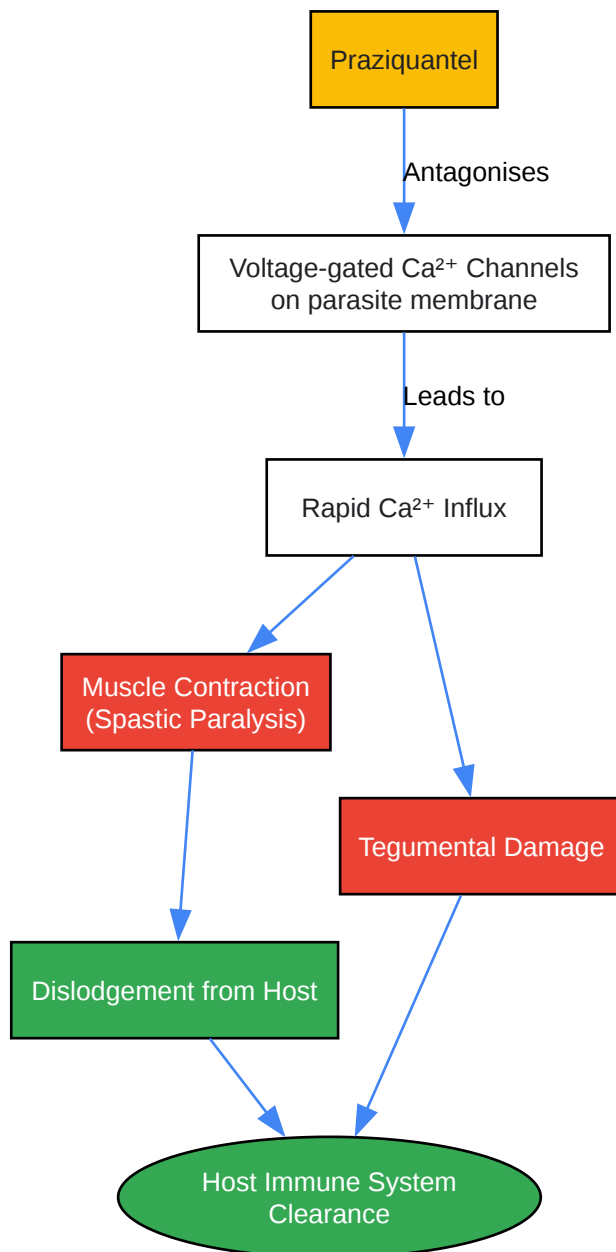 Praziquantel
Antagonises
Voltage-gated Ca²⁺ Channels
on parasite membrane
Leads to
Rapid Ca²⁺ Influx
Muscle Contraction
(Spastic Paralysis)
Tegumental Damage
Dislodgement from Host
Host Immune System
Clearance